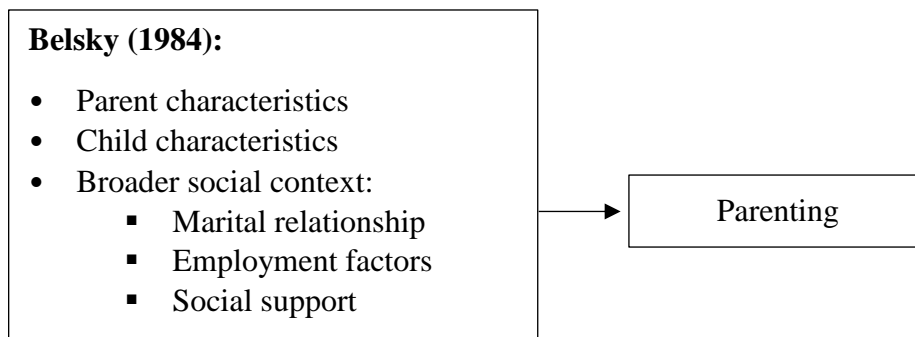 Belsky (1984):
• Parent characteristics
• Child characteristics
• Broader social context:
▪ Marital relationship
▪ Employment factors
▪ Social support
Parenting